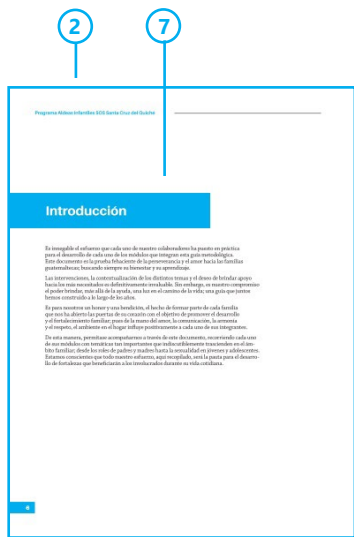 2 7
Programa Aldeas Infantiles SOS Santa Cruz del Quiché
Introducción
Es innegable el esfuerzo que cada uno de nuestro colaboradores ha puesto en práctica
para el desarrollo de cada uno de los módulos que integran esta guía metodológica.
Este documento es la prueba fehaciente de la perseverancia y el amor hacia las familias
guatemaltecas; buscando siempre su bienestar y su aprendizaje.
Las intervenciones, la contextualización de los distintos temas y el deseo de brindar apoyo
hacia los más necesitados es definitivamente invaluable. Sin embargo, es nuestro compromiso
el poder brindar, más allá de la ayuda, una luz en el camino de la vida; una guía que juntos
hemos construido a lo largo de los años.
Es para nosotros un honor y una bendición, el hecho de formar parte de cada familia
que nos ha abierto las puertas de su corazón con el objetivo de promover el desarrollo
y el fortalecimiento familiar; pues de la mano del amor, la comunicación, la armonía
y el respeto, el ambiente en el hogar influye positivamente a cada uno de sus integrantes.
De esta manera, permítase acompañarnos a través de este documento, recorriendo cada uno
de sus módulos con temáticas tan importantes que indiscutiblemente trascienden en el ám-
bito familiar; desde los roles de padres y madres hasta la sexualidad en jóvenes y adolescentes.
Estamos conscientes que todo nuestro esfuerzo, aquí recopilado, será la pauta para el desarro-
llo de fortalezas que beneficiarán a los involucrados durante su vida cotidiana.
6